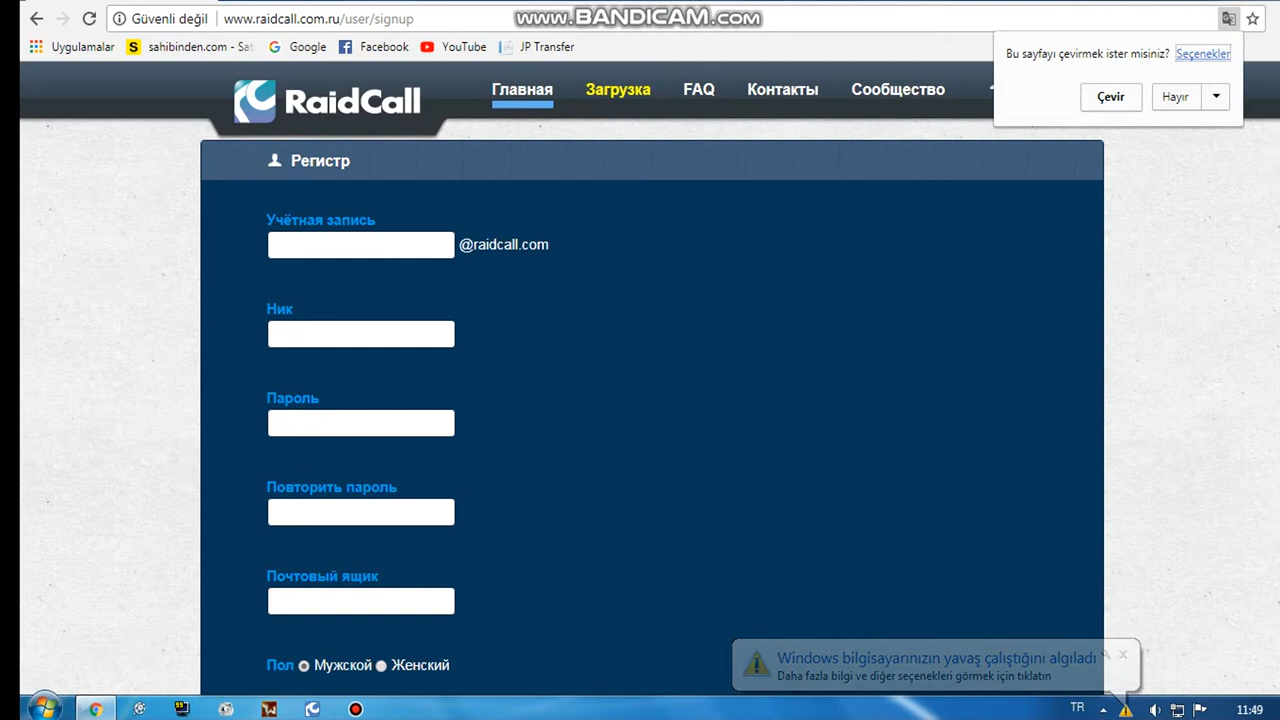 www.BANDICAM.com
Güvenli değil
www.raidcall.com.ru/user/signup
Uygulamalar
S
sahibinden.com - Sat
Google
Facebook
YouTube
JP Transfer
Bu sayfayı çevirmek ister misiniz? Seçenekler
Çevir
Hayır
RaidCall
Главная
Загрузка
FAQ
Контакты
Сообщество
Регистр
Учётная запись
@raidcall.com
Ник
Пароль
Повторить пароль
Почтовый ящик
Пол Мужской Женский
Windows bilgisayarınızın yavaş çalıştığını algıladı
Daha fazla bilgi ve diğer seçenekleri görmek için tıklatın
TR
11:49